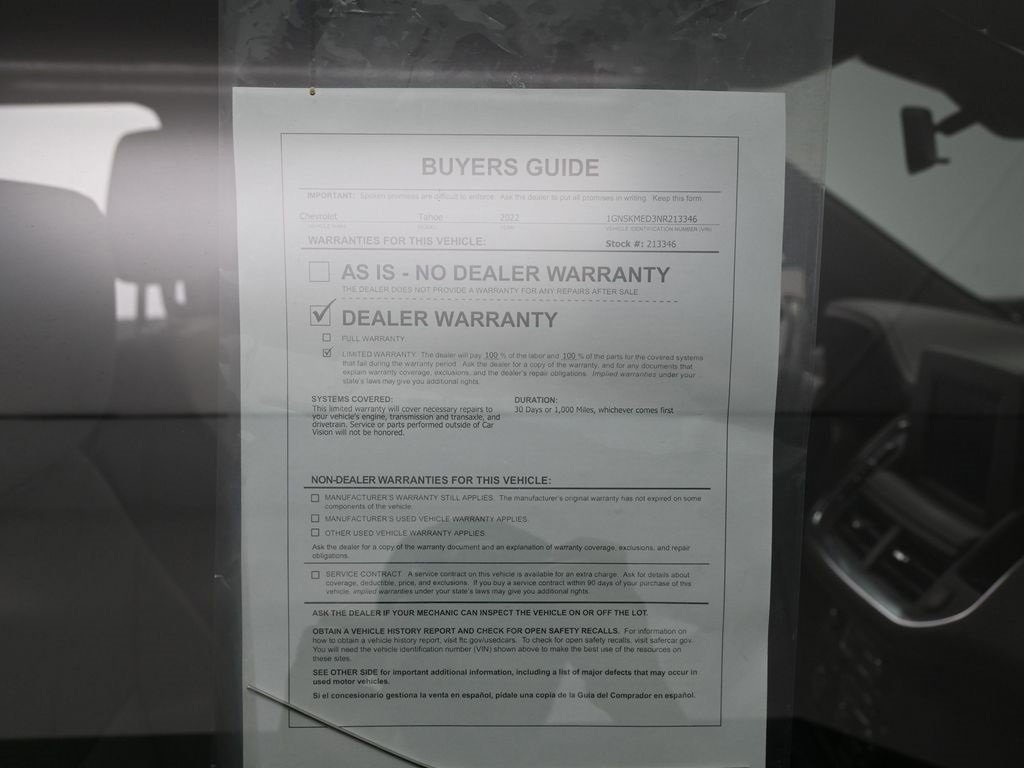 BUYERS GUIDE
IMPORTANT: Spoken promises are difficult to enforce. Ask the dealer to put all promises in writing. Keep this form
Chevrolet Tahoe 2022 1GNSKMED3NR213346
VEHICLE MAKE MODEL YEAR VEHICLE IDENTIFICATION NUMBER (VIN)
WARRANTIES FOR THIS VEHICLE: Stock #: 213346
AS IS - NO DEALER WARRANTY
THE DEALER DOES NOT PROVIDE A WARRANTY FOR ANY REPAIRS AFTER SALE
DEALER WARRANTY
FULL WARRANTY
LIMITED WARRANTY. The dealer will pay 100 % of the labor and 100 % of the parts for the covered systems
that fail during the warranty period. Ask the dealer for a copy of the warranty, and for any documents that
explain warranty coverage, exclusions, and the dealer's repair obligations. Implied warranties under your
state's laws may give you additional rights.
SYSTEMS COVERED: DURATION:
This limited warranty will cover necessary repairs to 30 Days or 1,000 Miles, whichever comes first
your vehicle's engine, transmission and transaxle, and
drivetrain. Service or parts performed outside of Car
Vision will not be honored.
NON-DEALER WARRANTIES FOR THIS VEHICLE:
MANUFACTURER'S WARRANTY STILL APPLIES. The manufacturer's original warranty has not expired on some
components of the vehicle.
MANUFACTURER'S USED VEHICLE WARRANTY APPLIES.
OTHER USED VEHICLE WARRANTY APPLIES.
Ask the dealer for a copy of the warranty document and an explanation of warranty coverage, exclusions, and repair
obligations.
SERVICE CONTRACT. A service contract on this vehicle is available for an extra charge. Ask for details about
coverage, deductible, price, and exclusions. If you buy a service contract within 90 days of your purchase of this
vehicle, implied warranties under your state's laws may give you additional rights.
ASK THE DEALER IF YOUR MECHANIC CAN INSPECT THE VEHICLE ON OR OFF THE LOT.
OBTAIN A VEHICLE HISTORY REPORT AND CHECK FOR OPEN SAFETY RECALLS. For information on
how to obtain a vehicle history report, visit ftc.gov/usedcars. To check for open safety recalls, visit safercar.gov.
You will need the vehicle identification number (VIN) shown above to make the best use of the resources on
these sites.
SEE OTHER SIDE for important additional information, including a list of major defects that may occur in
used motor vehicles.
Si el concesionario gestiona la venta en español, pídale una copia de la Guía del Comprador en español.